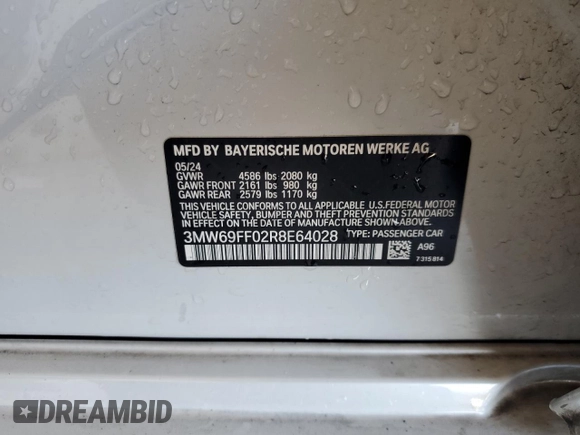 MFD BY BAYERISCHE MOTOREN WERKE AG
05/24
GVWR 4586 lbs 2080 kg
GAWR FRONT 2161 lbs 980 kg
GAWR REAR 2579 lbs 1170 kg
THIS VEHICLE CONFORMS TO ALL APPLICABLE U.S.FEDERAL MOTOR
VEHICLE SAFETY, BUMPER AND THEFT PREVENTION STANDARDS IN
EFFECT ON THE DATE OF MANUFACTURE SHOWN ABOVE.
3MW69FF02R8E64028 TYPE: PASSENGER CAR
A96
7 315 814
DREAMBID